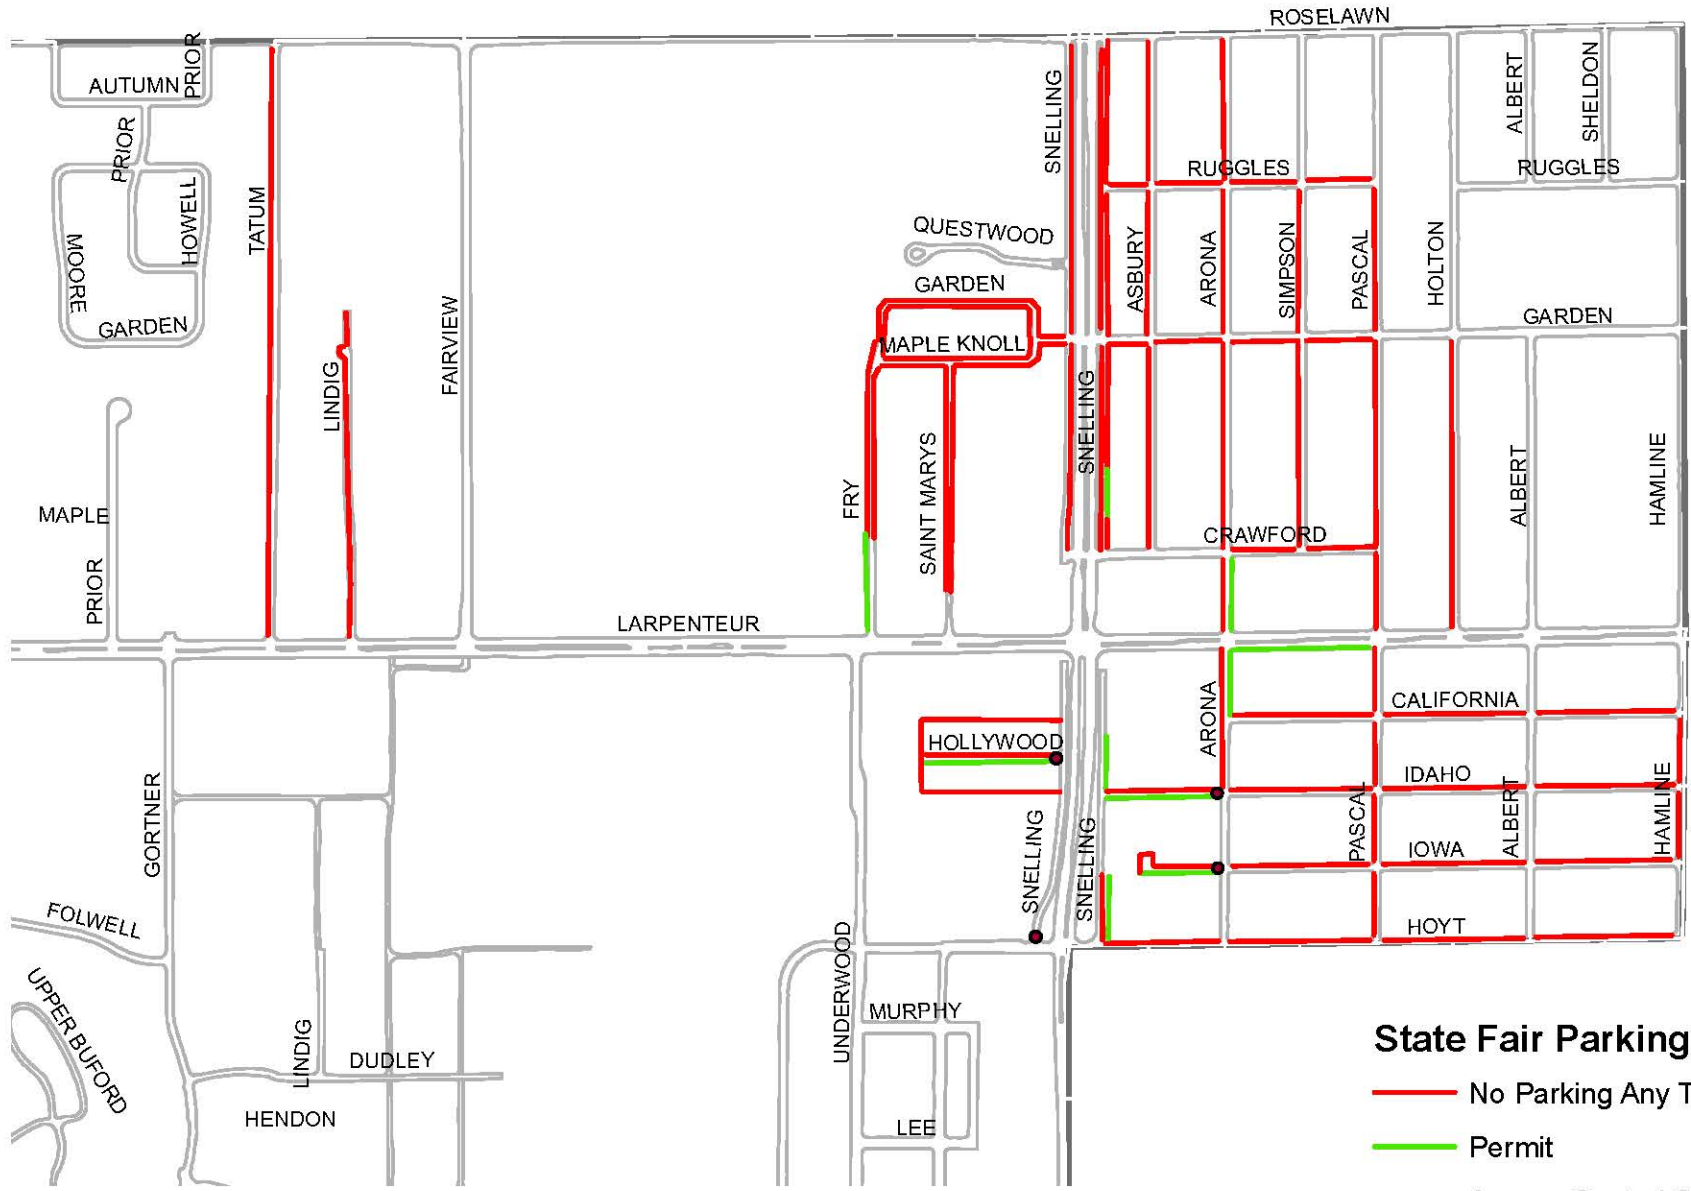 ROSELAWN
AUTUMN
PRIOR
PRIOR
HOWELL
MOORE
GARDEN
TATUM
LINDIG
FAIRVIEW
SNELLING
QUESTWOOD
GARDEN
MAPLE KNOLL
RUGGLES
ALBERT
SHELDON
RUGGLES
ASBURY
ARONA
SIMPSON
PASCAL
HOLTON
GARDEN
MAPLE
PRIOR
FRY
SAINT MARYS
SNELLING
CRAWFORD
ALBERT
HAMLINE
LARPENTEUR
HOLLYWOOD
ARONA
CALIFORNIA
IDAHO
PASCAL
ALBERT
HAMLINE
IOWA
HOYT
GORTNER
SNELLING
SNELLING
FOLWELL
UPPER BUFORD
LINDIG
DUDLEY
HENDON
UNDERWOOD
MURPHY
LEE
State Fair Parking
No Parking Any T
Permit